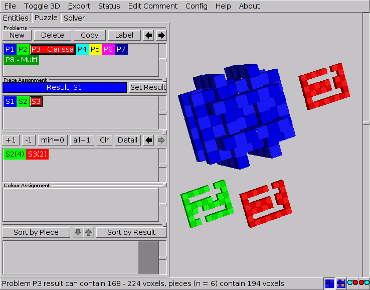 File Toggle 3D Export Status Edit Comment Config Help About
Entities Puzzle Solver
Problems
New Delete Copy Label
P1 P2 P3 - Clarissa P4 P5 P6 P7
P8 - Multi
Piece Assignment
Result: S1 Set Result
S1 S2 S3
+1 -1 min=0 all-1 Clr Detail
S2(4) S3(2)
Colour Assignment
Sort by Piece Sort by Result
Problem P3 result can contain 168 - 224 voxels, pieces (n = 6) contain 194 voxels